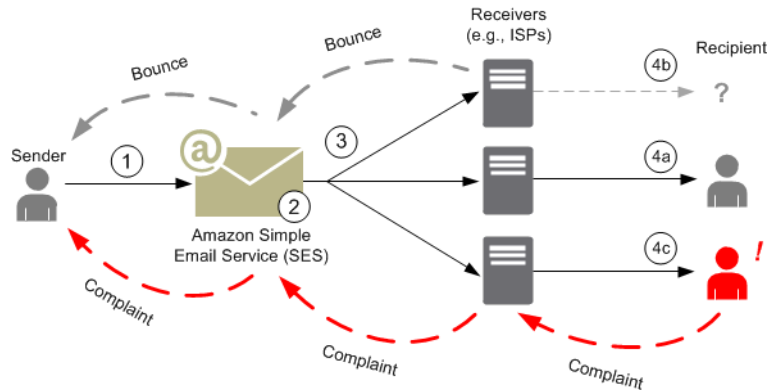 Receivers
(e.g., ISPs)
Recipient
Bounce
Bounce
4b
?
Sender
1
@
3
4a
2
Amazon Simple
Email Service (SES)
4c
!
Complaint
Complaint
Complaint